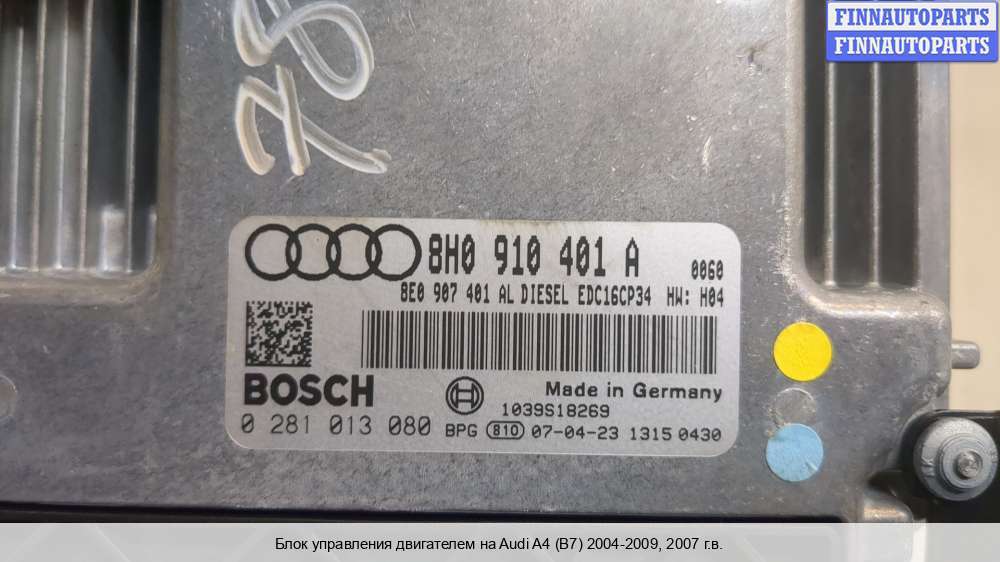 FINNAUTOPARTS
FINNAUTOPARTS
8H0 910 401 A 0060
8E0 907 401 AL DIESEL EDC16CP34 HW: H04
BOSCH
Made in Germany
1039S18269
0 281 013 080 BPG 810 07-04-23 1315 0430
Блок управления двигателем на Audi A4 (B7) 2004-2009, 2007 г.в.